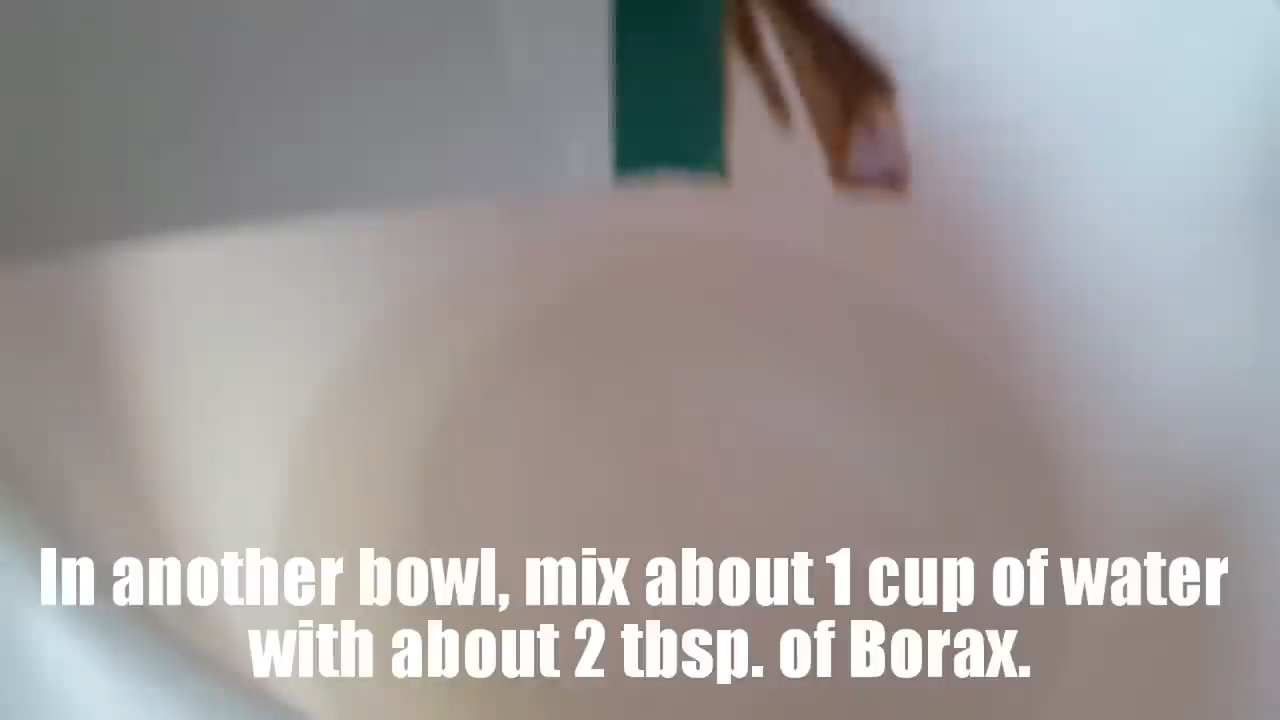 In another bowl, mix about 1 cup of water
with about 2 tbsp. of Borax.